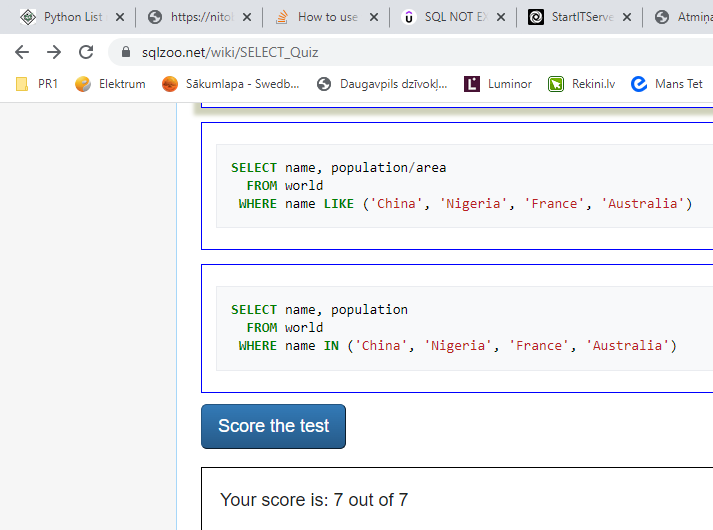 Python List
https://nitol
How to use
SQL NOT EX
StartITServe
Atmiņa
sqlzoo.net/wiki/SELECT_Quiz
PR1
Elektrum
Sākumlapa - Swedb...
Daugavpils dzīvokļ...
Luminor
Rekini.lv
Mans Tet
SELECT name, population/area
FROM world
WHERE name LIKE ('China', 'Nigeria', 'France', 'Australia')
SELECT name, population
FROM world
WHERE name IN ('China', 'Nigeria', 'France', 'Australia')
Score the test
Your score is: 7 out of 7